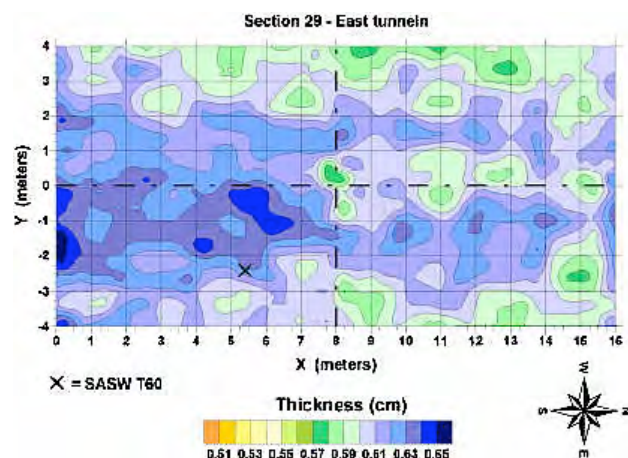 Section 29 - East tunneln
4
3
2
1
0
-1
-2
-3
-4
Y (meters)
0 1 2 3 4 5 6 7 8 9 10 11 12 13 14 15 16
X (meters)
X = SASW T60
Thickness (cm)
0.51 0.53 0.55 0.57 0.59 0.61 0.63 0.65
W
S N
E